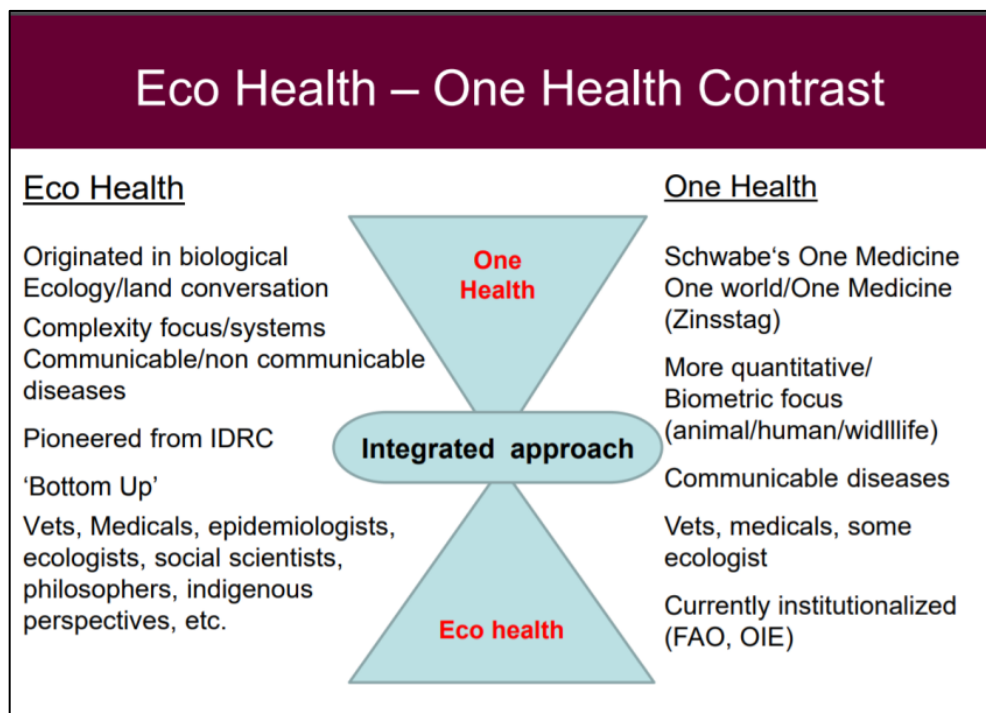 Eco Health – One Health Contrast
Eco Health
Originated in biological
Ecology/land conversation
Complexity focus/systems
Communicable/non communicable
diseases
Pioneered from IDRC
‘Bottom Up’
Vets, Medicals, epidemiologists,
ecologists, social scientists,
philosophers, indigenous
perspectives, etc.
One
Health
Integrated approach
Eco health
One Health
Schwabe‘s One Medicine
One world/One Medicine
(Zinsstag)
More quantitative/
Biometric focus
(animal/human/widlllife)
Communicable diseases
Vets, medicals, some
ecologist
Currently institutionalized
(FAO, OIE)